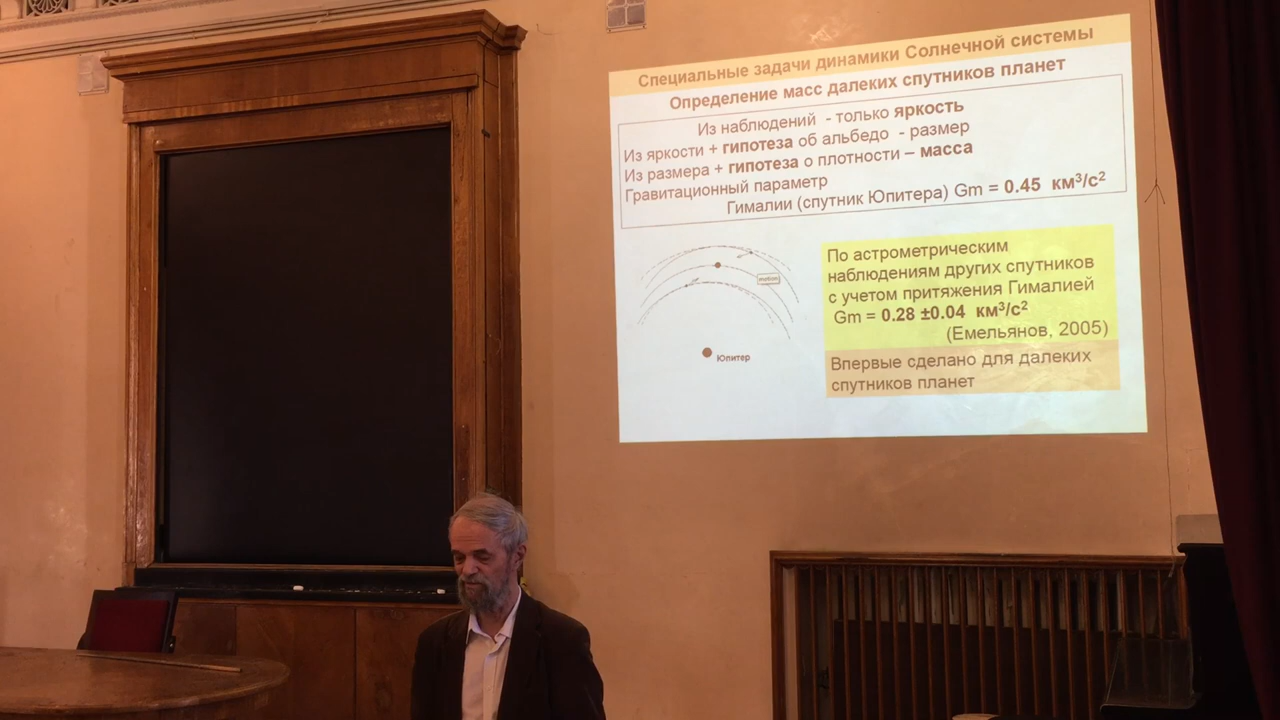 Специальные задачи динамики Солнечной системы
Определение масс далеких спутников планет
Из наблюдений - только яркость
Из яркости + гипотеза об альбедо - размер
Из размера + гипотеза о плотности – масса
Гравитационный параметр
Гималии (спутник Юпитера) Gm = 0.45 км³/с²
По астрометрическим
наблюдениям других спутников
с учетом притяжения Гималией
Gm = 0.28 ±0.04 км³/с²
(Емельянов, 2005)
Впервые сделано для далеких
спутников планет
Юпитер